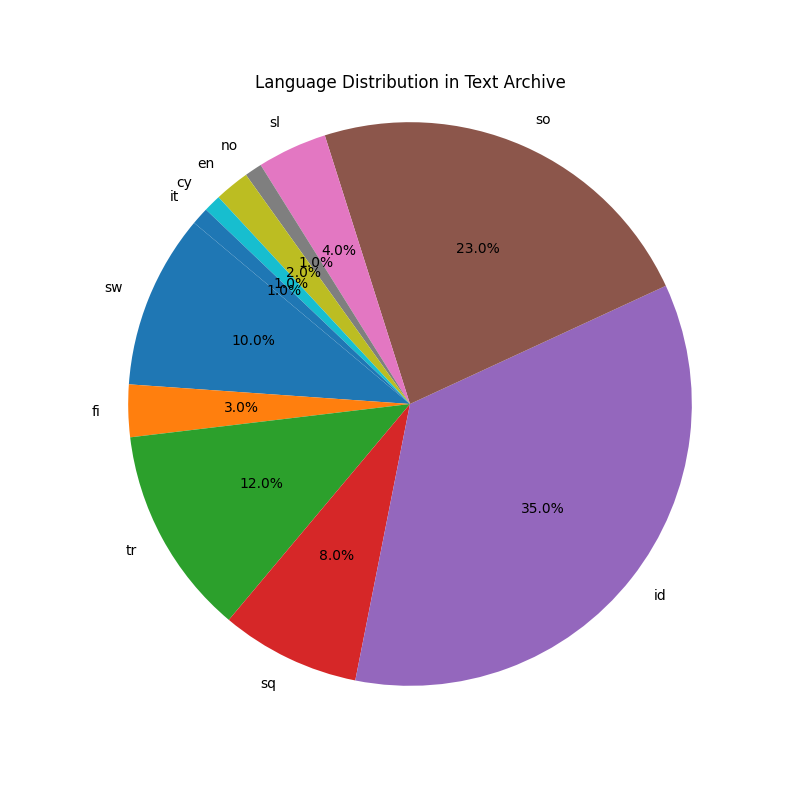 Language Distribution in Text Archive
so
sl
no
en
cy
it
sw
fi
tr
sq
id
23.0%
4.0%
1.0%
2.0%
1.0%
1.0%
10.0%
3.0%
12.0%
8.0%
35.0%